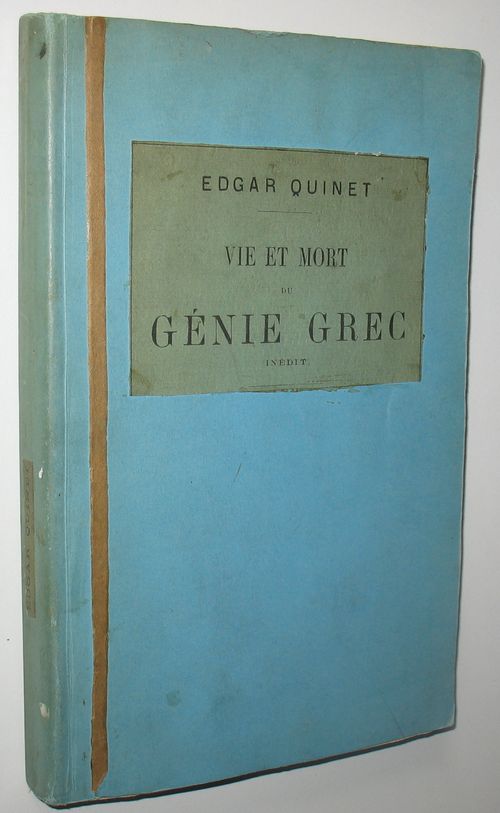 EDGAR QUINET
VIE ET MORT
DU
GÉNIE GREC
INÉDIT